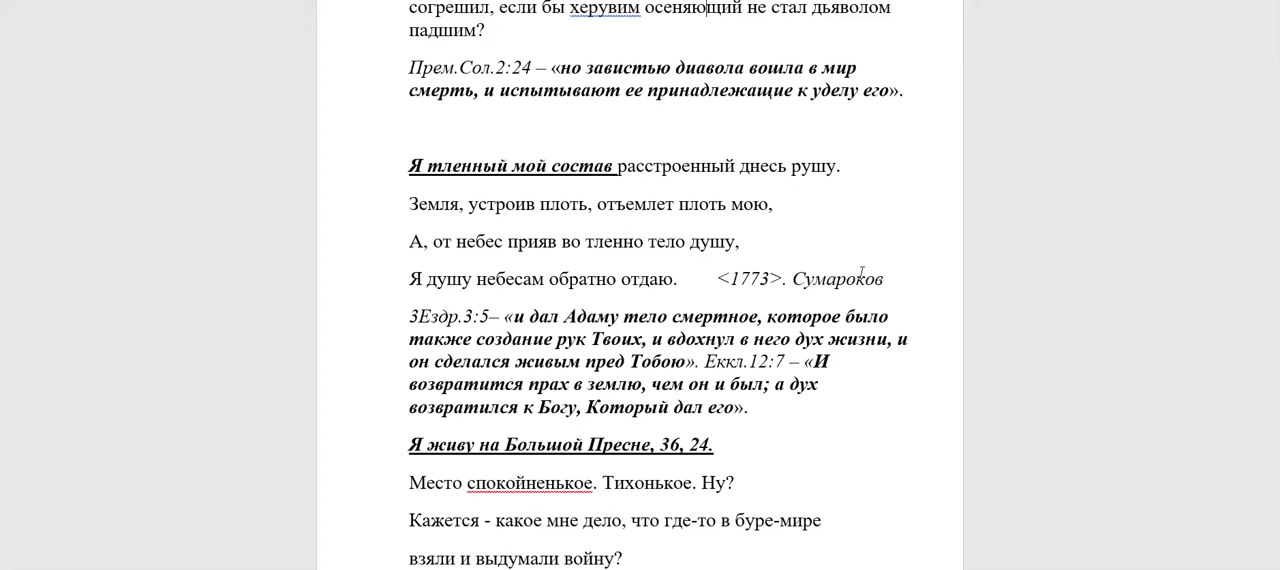 согрешил, если бы херувим осеняющий не стал дьяволом
падшим?
Прем.Сол.2:24 – «но завистью диавола вошла в мир
смерть, и испытывают ее принадлежащие к уделу его».
Я тленный мой состав расстроенный днесь рушу.
Земля, устроив плоть, отъемлет плоть мою,
А, от небес прияв во тленно тело душу,
Я душу небесам обратно отдаю. <1773>. Сумароков
3Ездр.3:5– «и дал Адаму тело смертное, которое было
также создание рук Твоих, и вдохнул в него дух жизни, и
он сделался живым пред Тобою». Еккл.12:7 – «И
возвратится прах в землю, чем он и был; а дух
возвратился к Богу, Который дал его».
Я живу на Большой Пресне, 36, 24.
Место спокойненькое. Тихонькое. Ну?
Кажется - какое мне дело, что где-то в буре-мире
взяли и выдумали войну?